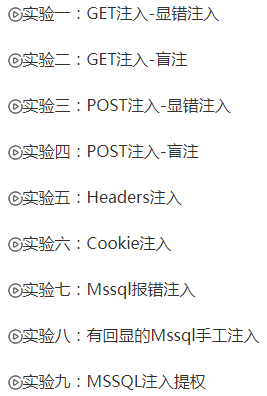 实验一：GET注入-显错注入
实验二：GET注入-盲注
实验三：POST注入-显错注入
实验四：POST注入-盲注
实验五：Headers注入
实验六：Cookie注入
实验七：Mssql报错注入
实验八：有回显的Mssql手工注入
实验九：MSSQL注入提权